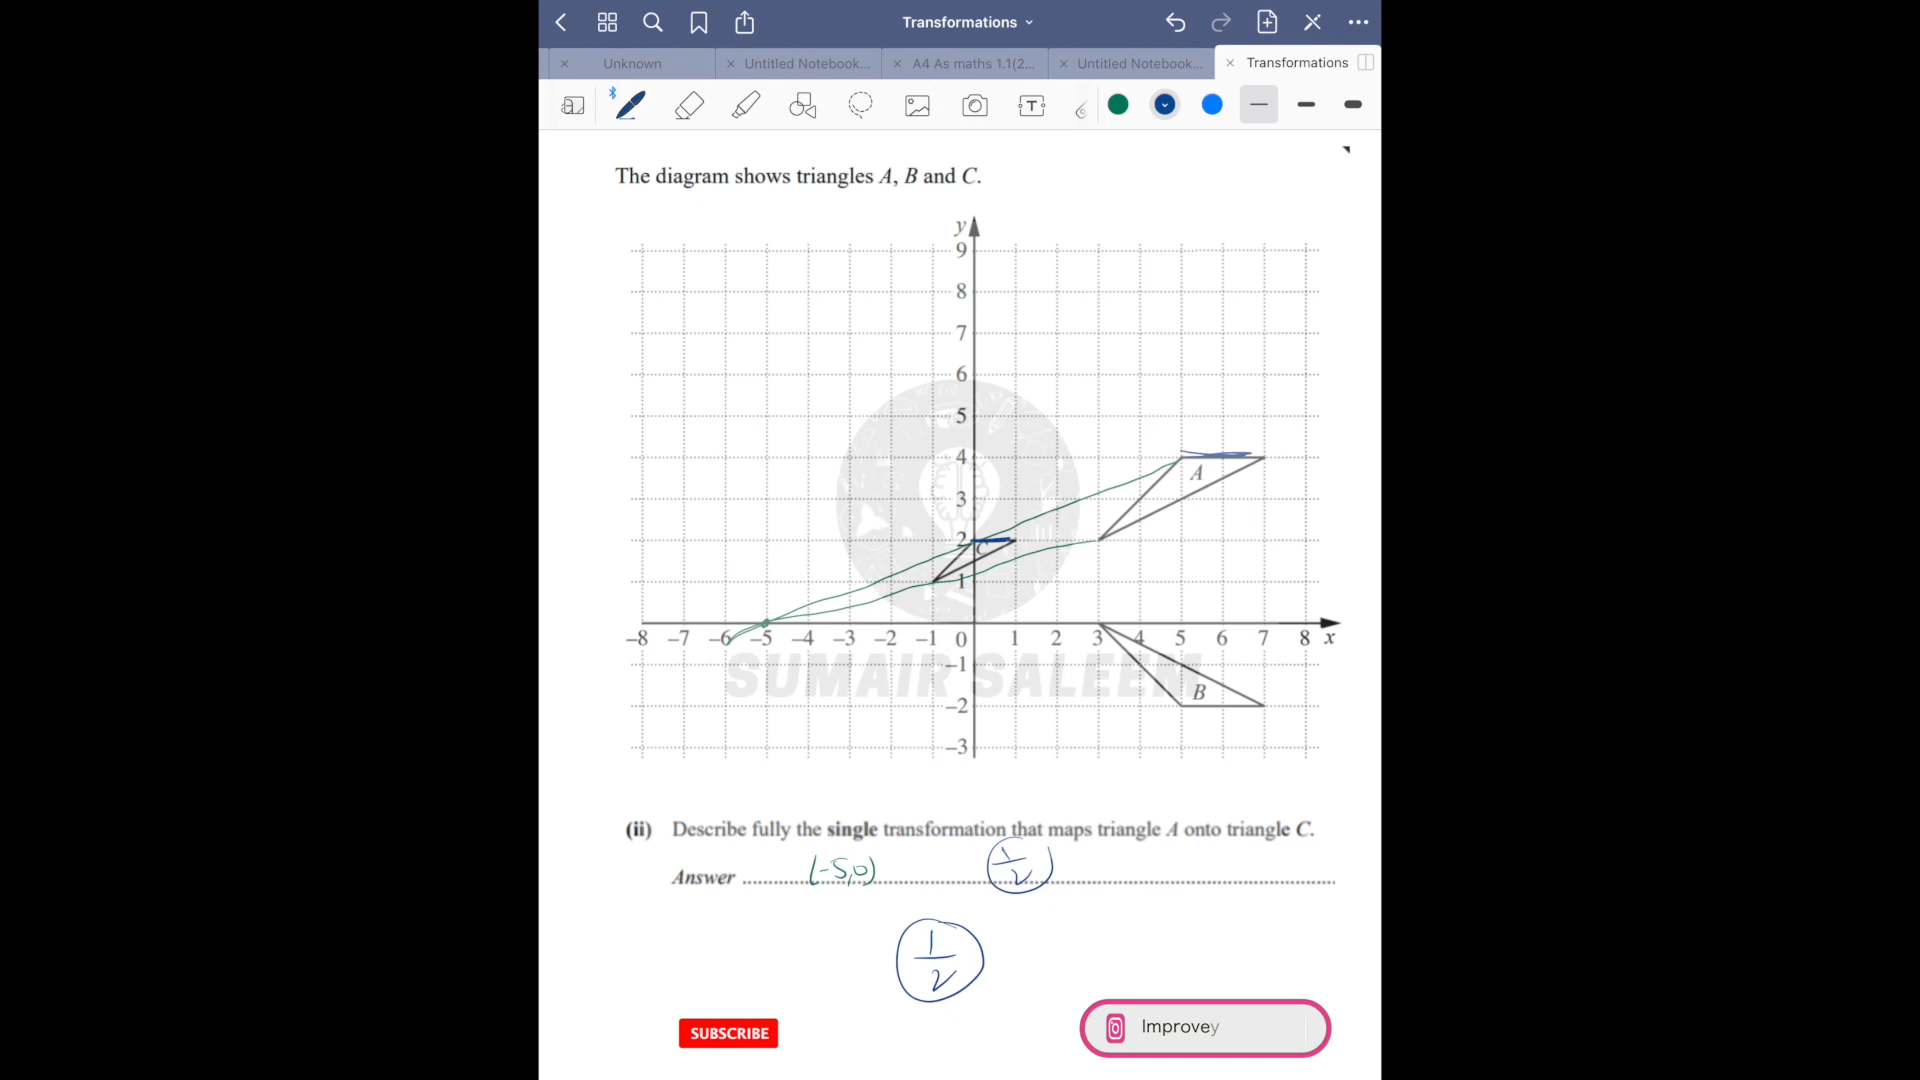 Transformations
Unknown
Untitled Notebook...
A4 As maths 1.1(2...
Untitled Notebook...
Transformations
T
The diagram shows triangles A, B and C.
y
9
8
7
6
5
4
A
3
2
C
1
–8 –7 –6 –5 –4 –3 –2 –1 0 1 2 3 4 5 6 7 8 x
–1
SUMAIR SALEEM
B
–2
–3
(ii) Describe fully the single transformation that maps triangle A onto triangle C.
Answer (-5,0) 1/2
1/2
SUBSCRIBE
Improvey